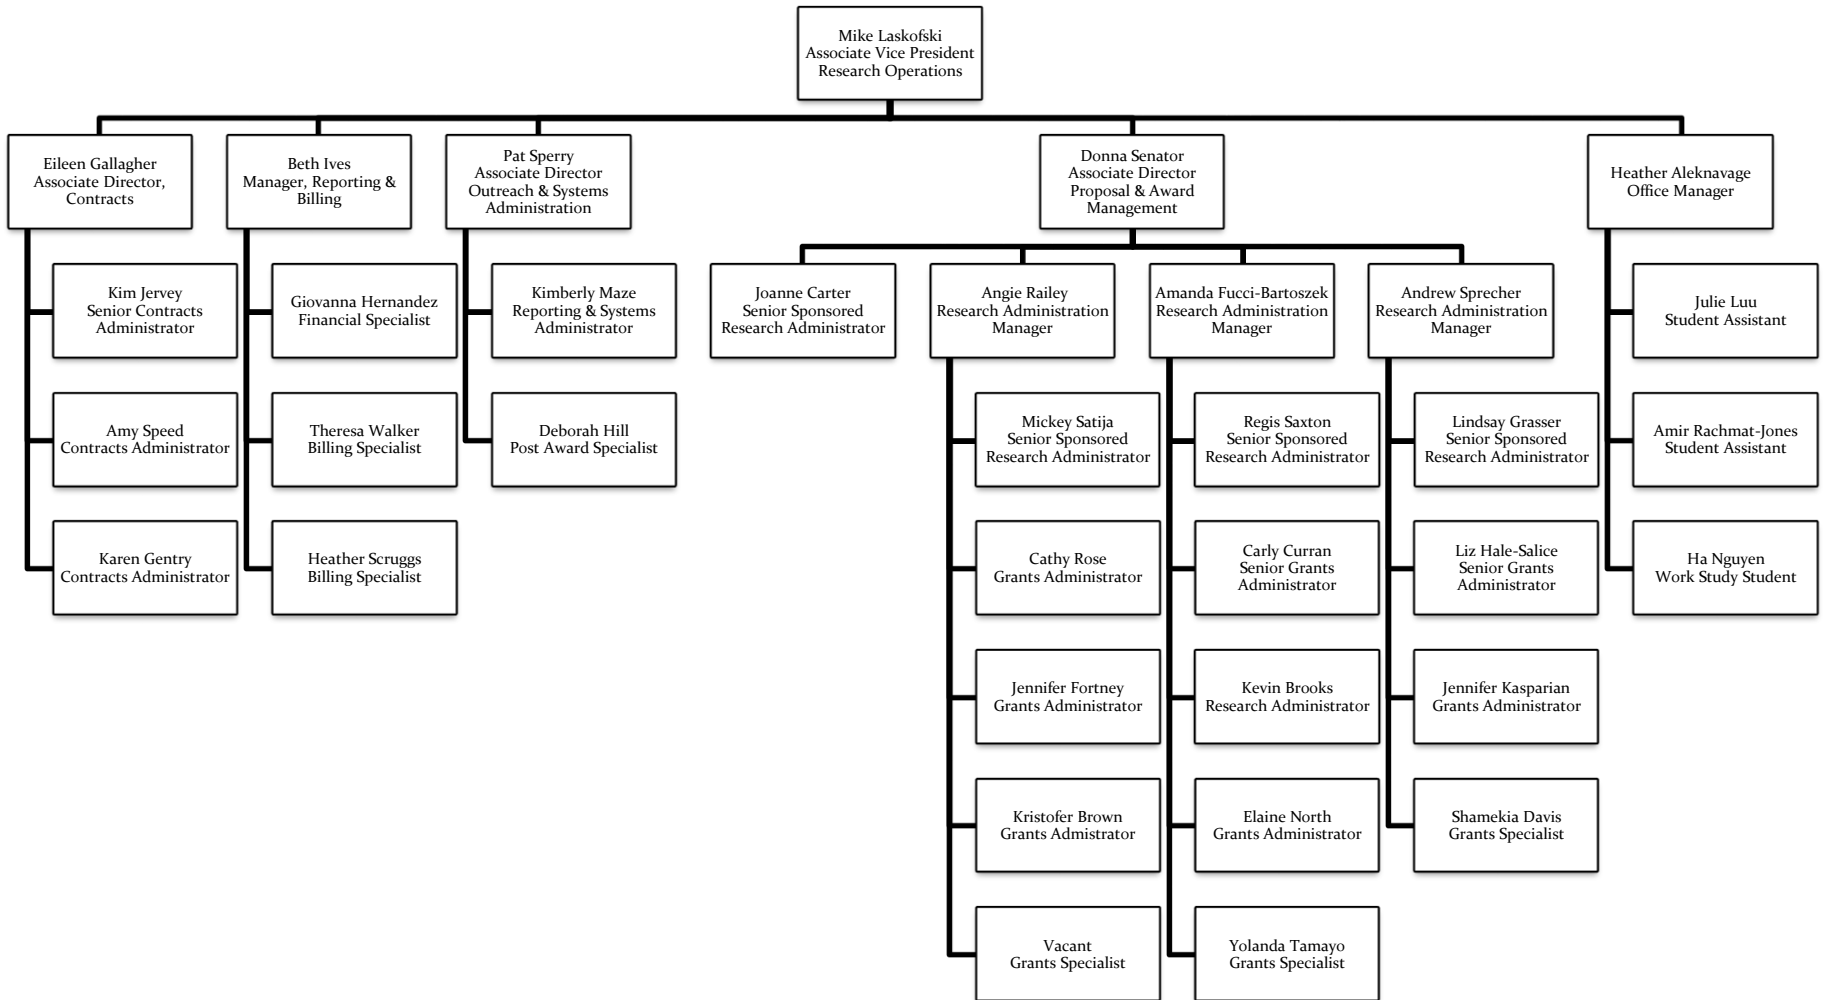 Mike Laskofski
Associate Vice President
Research Operations
Eileen Gallagher
Associate Director,
Contracts
Beth Ives
Manager, Reporting &
Billing
Pat Sperry
Associate Director
Outreach & Systems
Administration
Donna Senator
Associate Director
Proposal & Award
Management
Heather Aleknavage
Office Manager
Kim Jervey
Senior Contracts
Administrator
Giovanna Hernandez
Financial Specialist
Kimberly Maze
Reporting & Systems
Administrator
Joanne Carter
Senior Sponsored
Research Administrator
Angie Railey
Research Administration
Manager
Amanda Fucci-Bartoszek
Research Administration
Manager
Andrew Sprecher
Research Administration
Manager
Julie Luu
Student Assistant
Amy Speed
Contracts Administrator
Theresa Walker
Billing Specialist
Deborah Hill
Post Award Specialist
Mickey Satija
Senior Sponsored
Research Administrator
Regis Saxton
Senior Sponsored
Research Administrator
Lindsay Grasser
Senior Sponsored
Research Administrator
Amir Rachmat-Jones
Student Assistant
Karen Gentry
Contracts Administrator
Heather Scruggs
Billing Specialist
Cathy Rose
Grants Administrator
Carly Curran
Senior Grants
Administrator
Liz Hale-Salice
Senior Grants
Administrator
Ha Nguyen
Work Study Student
Jennifer Fortney
Grants Administrator
Kevin Brooks
Research Administrator
Jennifer Kasparian
Grants Administrator
Kristofer Brown
Grants Admistrator
Elaine North
Grants Administrator
Shamekia Davis
Grants Specialist
Vacant
Grants Specialist
Yolanda Tamayo
Grants Specialist